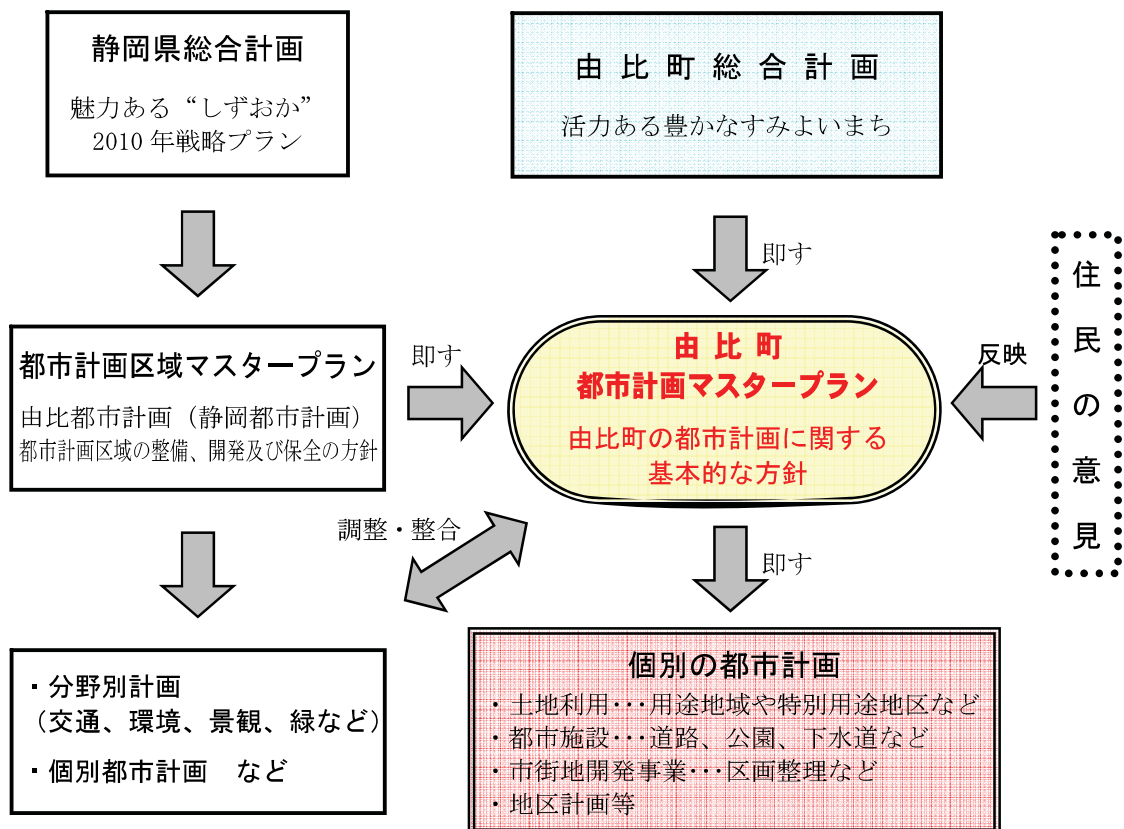 静岡県総合計画
魅力ある“しずおか”
2010年戦略プラン
由比町総合計画
活力ある豊かなすみよいまち
即す
住民の意見
都市計画区域マスタープラン
由比都市計画（静岡都市計画）
都市計画区域の整備、開発及び保全の方針
即す
由比町
都市計画マスタープラン
由比町の都市計画に関する
基本的な方針
反映
調整・整合
即す
・分野別計画
（交通、環境、景観、緑など）
・個別都市計画　など
個別の都市計画
・土地利用･･･用途地域や特別用途地区など
・都市施設･･･道路、公園、下水道など
・市街地開発事業･･･区画整理など
・地区計画等